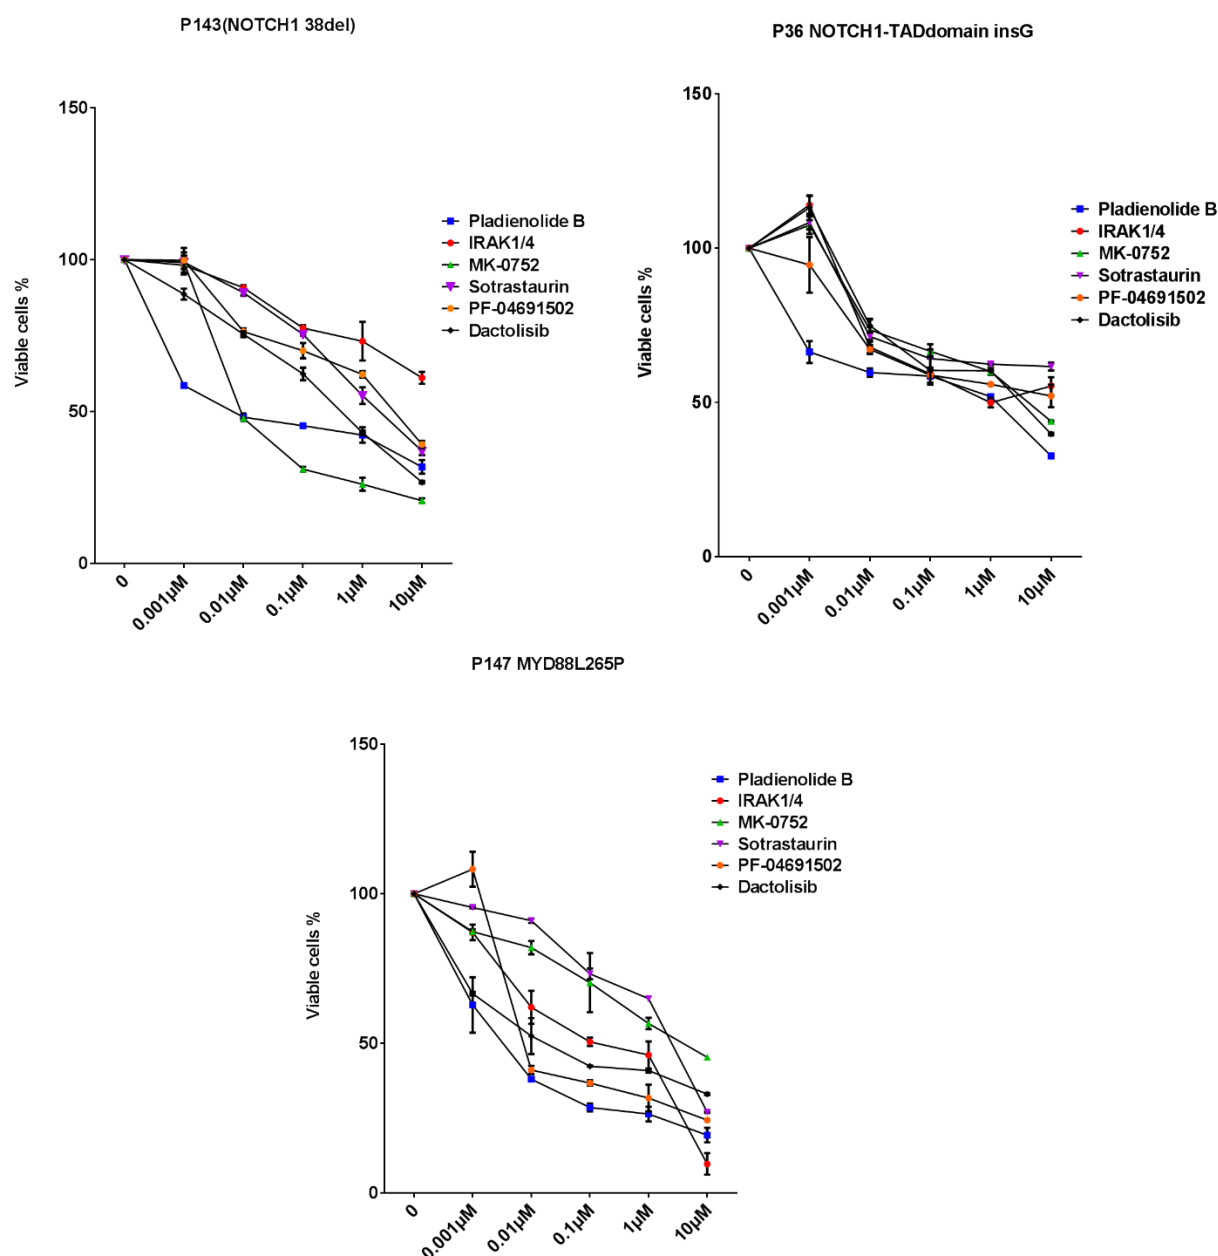 P143(NOTCH1 38del)
Viable cells %
150
100
50
0
0
0.001µM
0.01µM
0.1µM
1µM
10µM
Pladienolide B
IRAK1/4
MK-0752
Sotrastaurin
PF-04691502
Dactolisib
P36 NOTCH1-TADdomain insG
Viable cells %
150
100
50
0
0
0.001µM
0.01µM
0.1µM
1µM
10µM
Pladienolide B
IRAK1/4
MK-0752
Sotrastaurin
PF-04691502
Dactolisib
P147 MYD88L265P
Viable cells %
150
100
50
0
0
0.001µM
0.01µM
0.1µM
1µM
10µM
Pladienolide B
IRAK1/4
MK-0752
Sotrastaurin
PF-04691502
Dactolisib